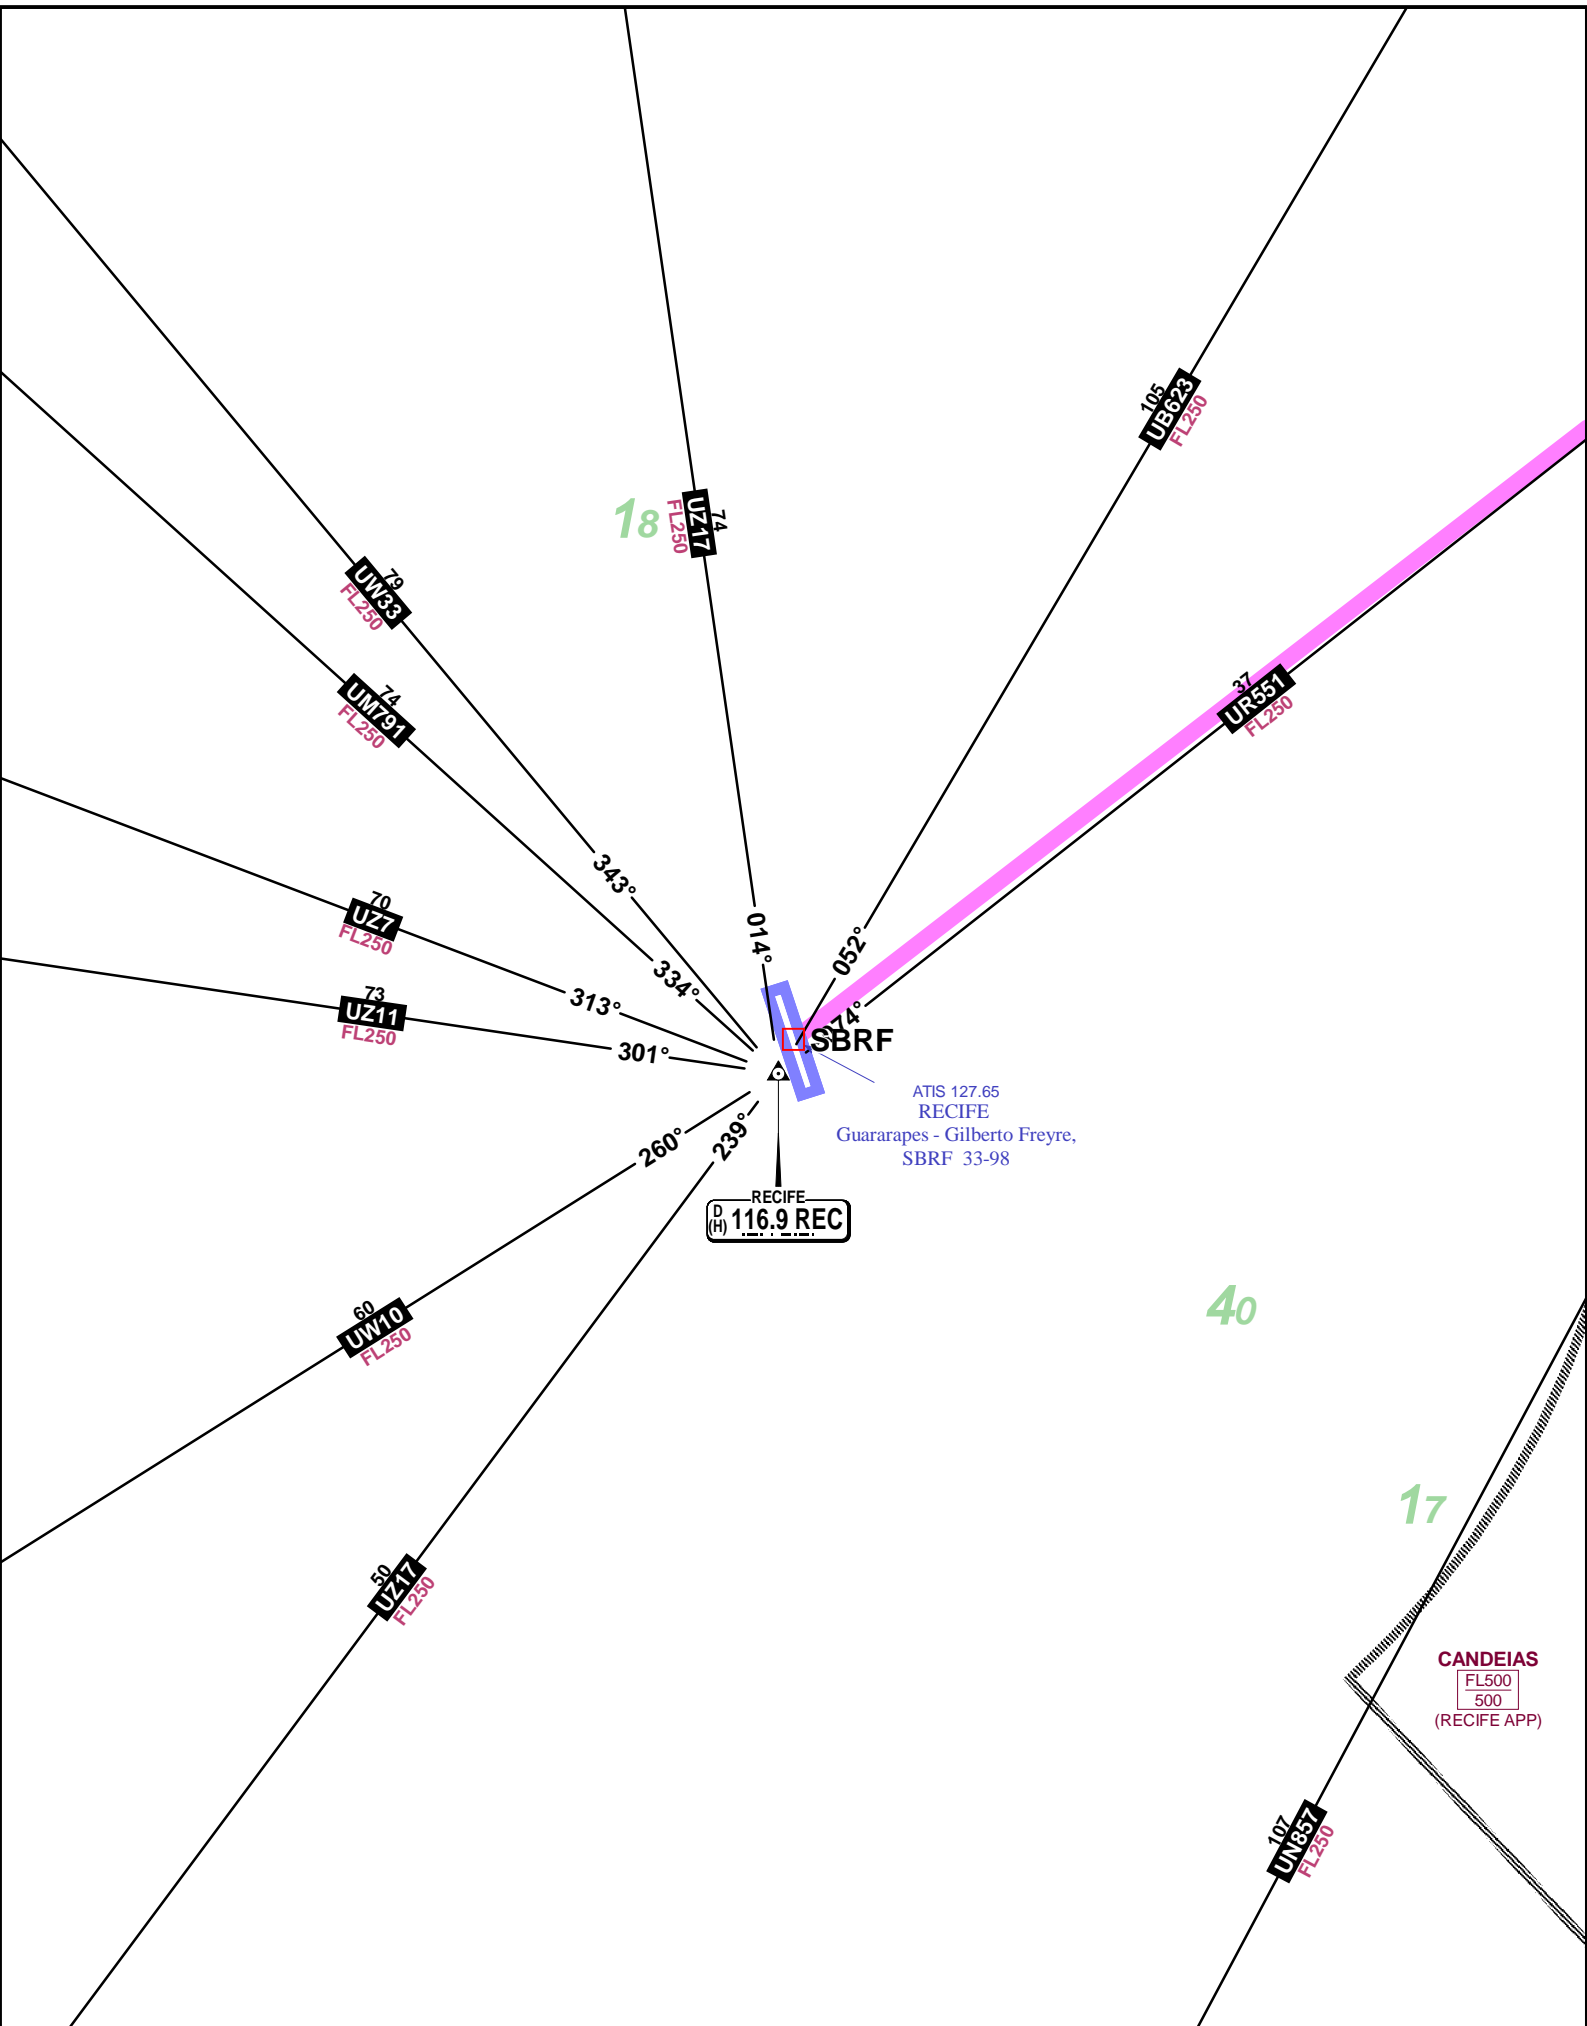 105
UB623
FL250
18
74
UZ17
FL250
79
UW33
FL250
74
UM791
FL250
37
UR551
FL250
70
UZ7
FL250
73
UZ11
FL250
343°
334°
313°
301°
014°
052°
074°
SBRF
ATIS 127.65
RECIFE
Guararapes - Gilberto Freyre,
SBRF 33-98
260°
239°
RECIFE
D
(H) 116.9 REC
40
60
UW10
FL250
17
50
UZ17
FL250
CANDEIAS
FL500
500
(RECIFE APP)
107
UN857
FL250